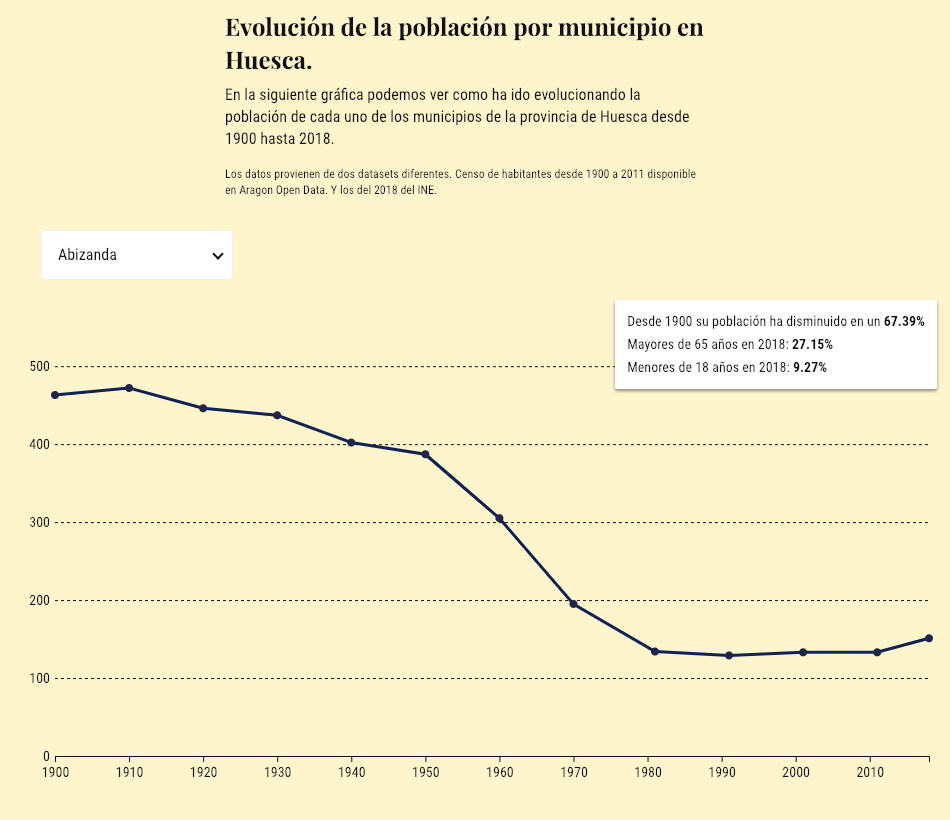 Evolución de la población por municipio en
Huesca.
En la siguiente gráfica podemos ver como ha ido evolucionando la
población de cada uno de los municipios de la provincia de Huesca desde
1900 hasta 2018.
Los datos provienen de dos datasets diferentes. Censo de habitantes desde 1900 a 2011 disponible
en Aragon Open Data. Y los del 2018 del INE.
Abizanda
Desde 1900 su población ha disminuido en un 67.39%
Mayores de 65 años en 2018: 27.15%
Menores de 18 años en 2018: 9.27%
500
400
300
200
100
0
1900 1910 1920 1930 1940 1950 1960 1970 1980 1990 2000 2010